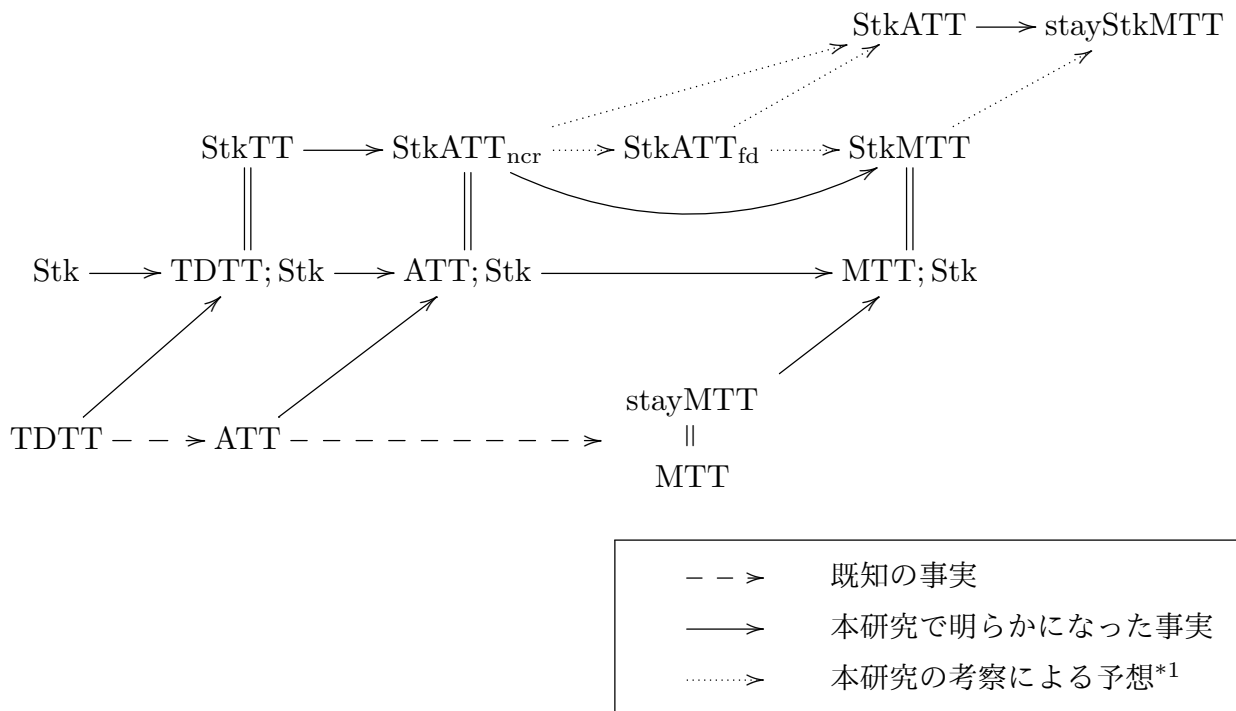 StkATT stayStkMTT
StkTT StkATT_ncr StkATT_fd StkMTT
Stk TDTT; Stk ATT; Stk MTT; Stk
stayMTT
TDTT ATT
MTT
既知の事実
本研究で明らかになった事実
本研究の考察による予想*1